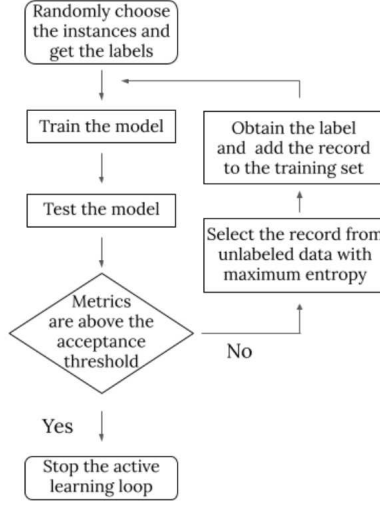 Randomly choose
the instances and
get the labels
Train the model
Test the model
Metrics
are above the
acceptance
threshold
Yes
Stop the active
learning loop
No
Select the record from
unlabeled data with
maximum entropy
Obtain the label
and add the record
to the training set